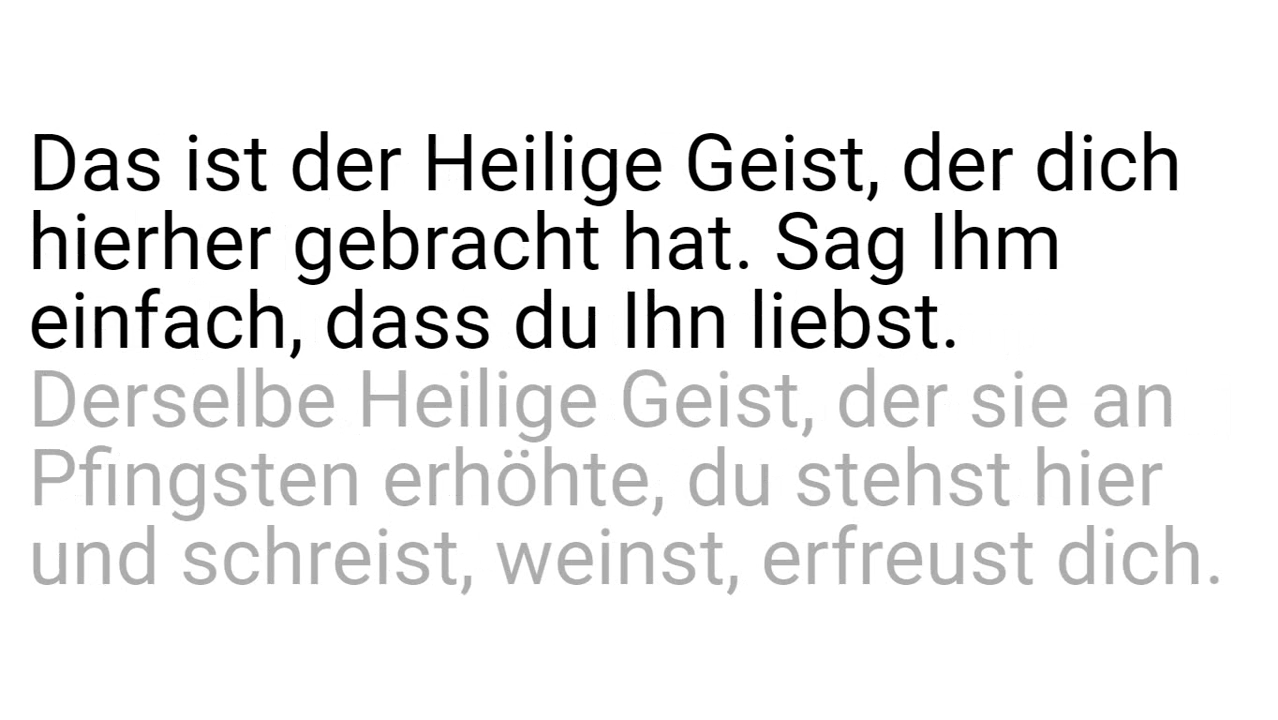 Das ist der Heilige Geist, der dich
hierher gebracht hat. Sag Ihm
einfach, dass du Ihn liebst.
Derselbe Heilige Geist, der sie an
Pfingsten erhöhte, du stehst hier
und schreist, weinst, erfreust dich.